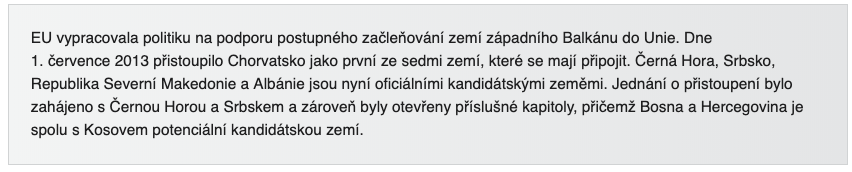 EU vypracovala politiku na podporu postupného začleňování zemí západního Balkánu do Unie. Dne
1. července 2013 přistoupilo Chorvatsko jako první ze sedmi zemí, které se mají připojit. Černá Hora, Srbsko,
Republika Severní Makedonie a Albánie jsou nyní oficiálními kandidátskými zeměmi. Jednání o přistoupení bylo
zahájeno s Černou Horou a Srbskem a zároveň byly otevřeny příslušné kapitoly, přičemž Bosna a Hercegovina je
spolu s Kosovem potenciální kandidátskou zemí.